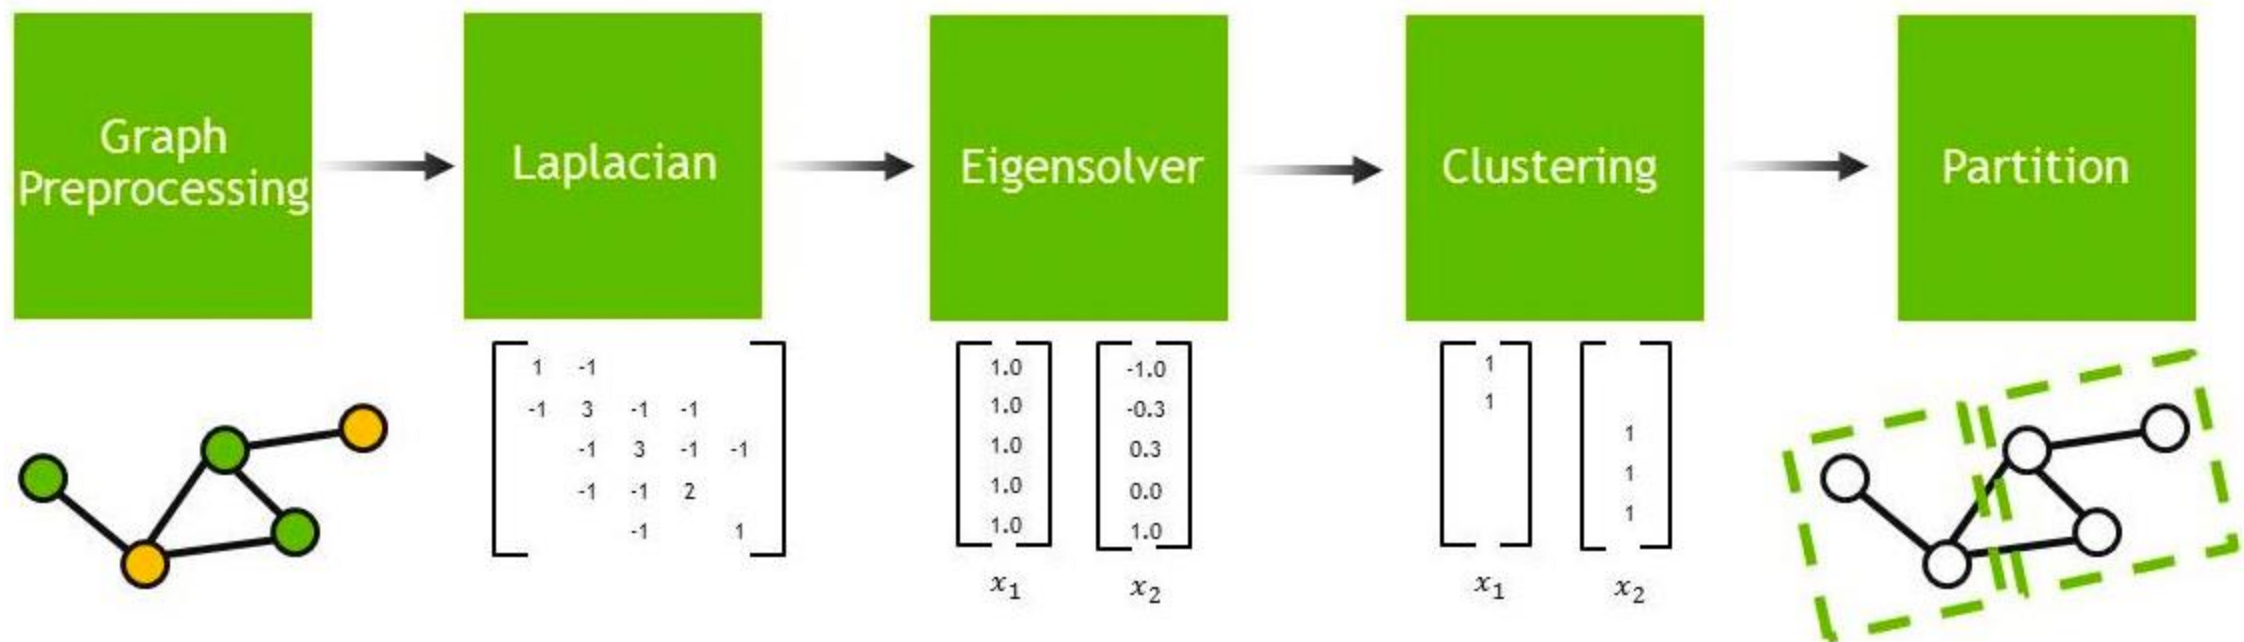 Graph
Preprocessing
Laplacian
Eigensolver
Clustering
Partition
1 -1
-1 3 -1 -1
-1 3 -1 -1
-1 -1 2
-1 1
1.0
1.0
1.0
1.0
1.0
x₁
-1.0
-0.3
0.3
0.0
1.0
x₂
1
1
x₁
1
1
1
x₂